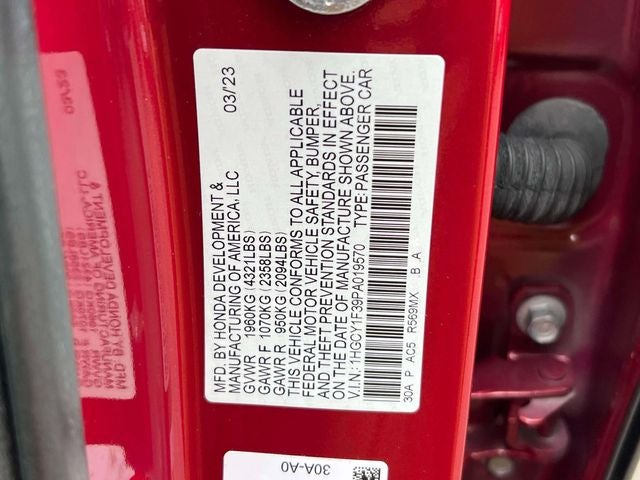 MFD. BY HONDA DEVELOPMENT & 03/'23
MANUFACTURING OF AMERICA, LLC
GVWR 1960KG (4321LBS)
GAWR F 1070KG (2358LBS)
GAWR R 950KG (2094LBS)
THIS VEHICLE CONFORMS TO ALL APPLICABLE
FEDERAL MOTOR VEHICLE SAFETY, BUMPER,
AND THEFT PREVENTION STANDARDS IN EFFECT
ON THE DATE OF MANUFACTURE SHOWN ABOVE.
V.I.N: 1HGCY1F39PA019570 TYPE: PASSENGER CAR
30A P AC5 R569MX B A
30A-A0